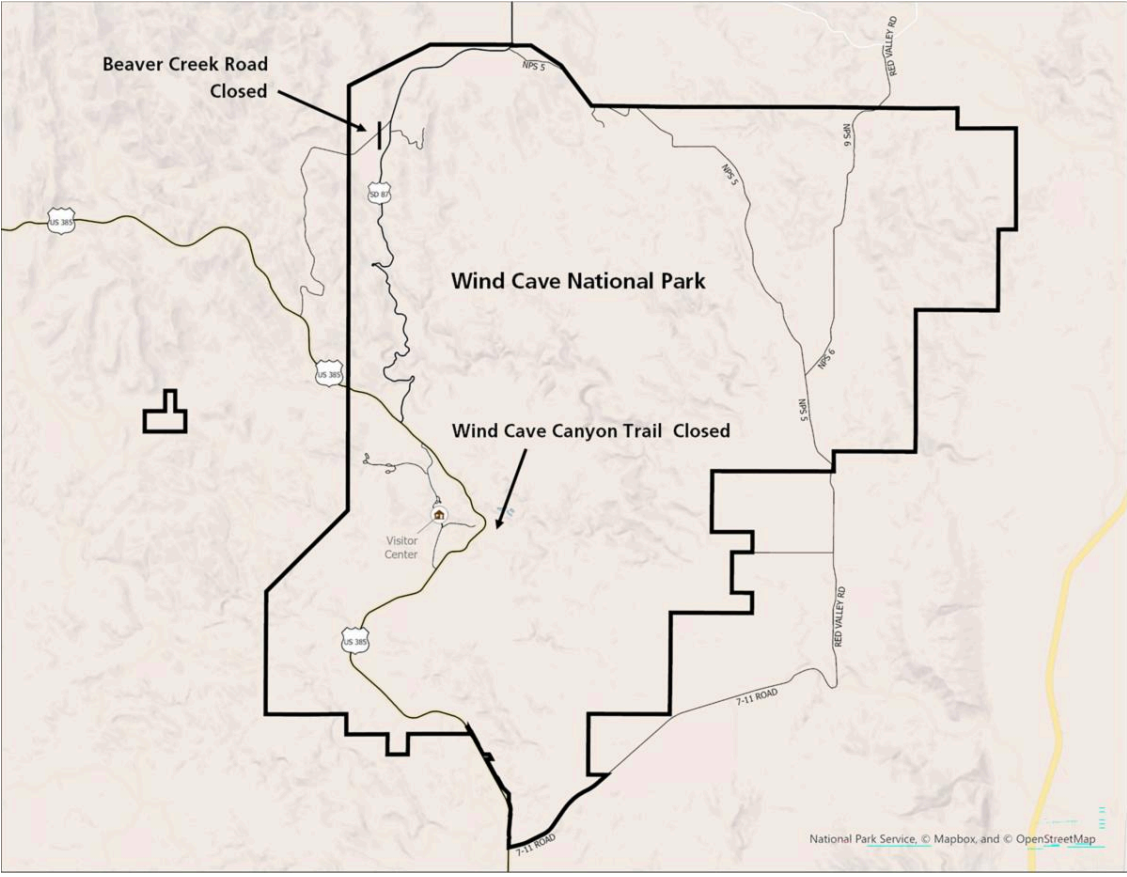 RED VALLEY RD
Beaver Creek Road
Closed
NPS 5
NPS 6
NPS 5
SD 87
US 385
Wind Cave National Park
NPS 6
US 385
NPS 5
Wind Cave Canyon Trail Closed
Visitor
Center
RED VALLEY RD
US 385
7-11 ROAD
7-11 ROAD
National Park Service, © Mapbox, and © OpenStreetMap